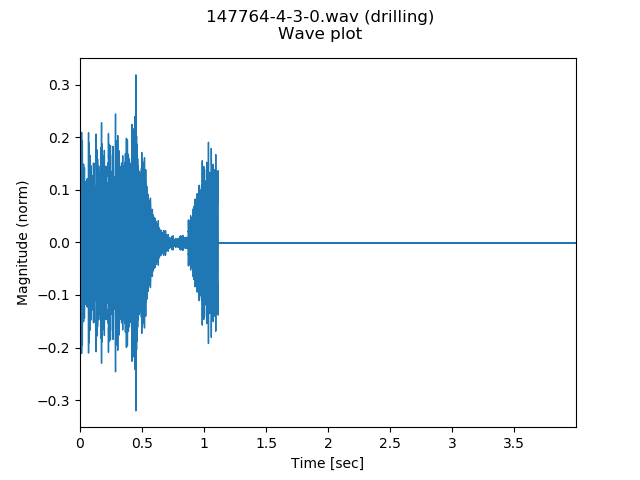 147764-4-3-0.wav (drilling)
Wave plot
Magnitude (norm)
0.3
0.2
0.1
0.0
−0.1
−0.2
−0.3
0 0.5 1 1.5 2 2.5 3 3.5
Time [sec]